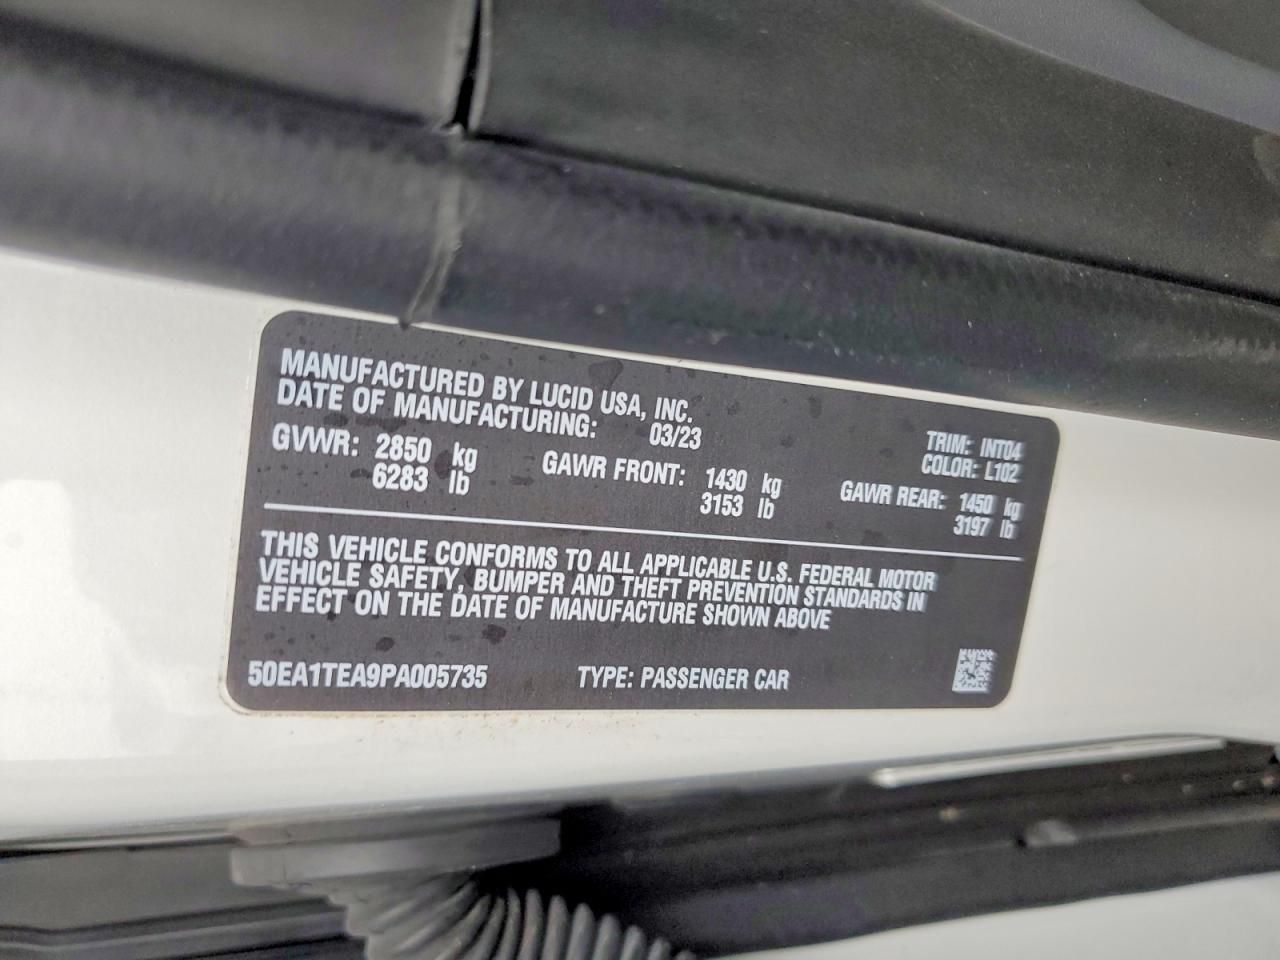 MANUFACTURED BY LUCID USA, INC.
DATE OF MANUFACTURING: 03/23
TRIM: INT04
COLOR: L102
GVWR: 2850 kg
6283 lb
GAWR FRONT: 1430 kg
3153 lb
GAWR REAR: 1450 kg
3197 lb
THIS VEHICLE CONFORMS TO ALL APPLICABLE U.S. FEDERAL MOTOR
VEHICLE SAFETY, BUMPER AND THEFT PREVENTION STANDARDS IN
EFFECT ON THE DATE OF MANUFACTURE SHOWN ABOVE
50EA1TEA9PA005735 TYPE: PASSENGER CAR